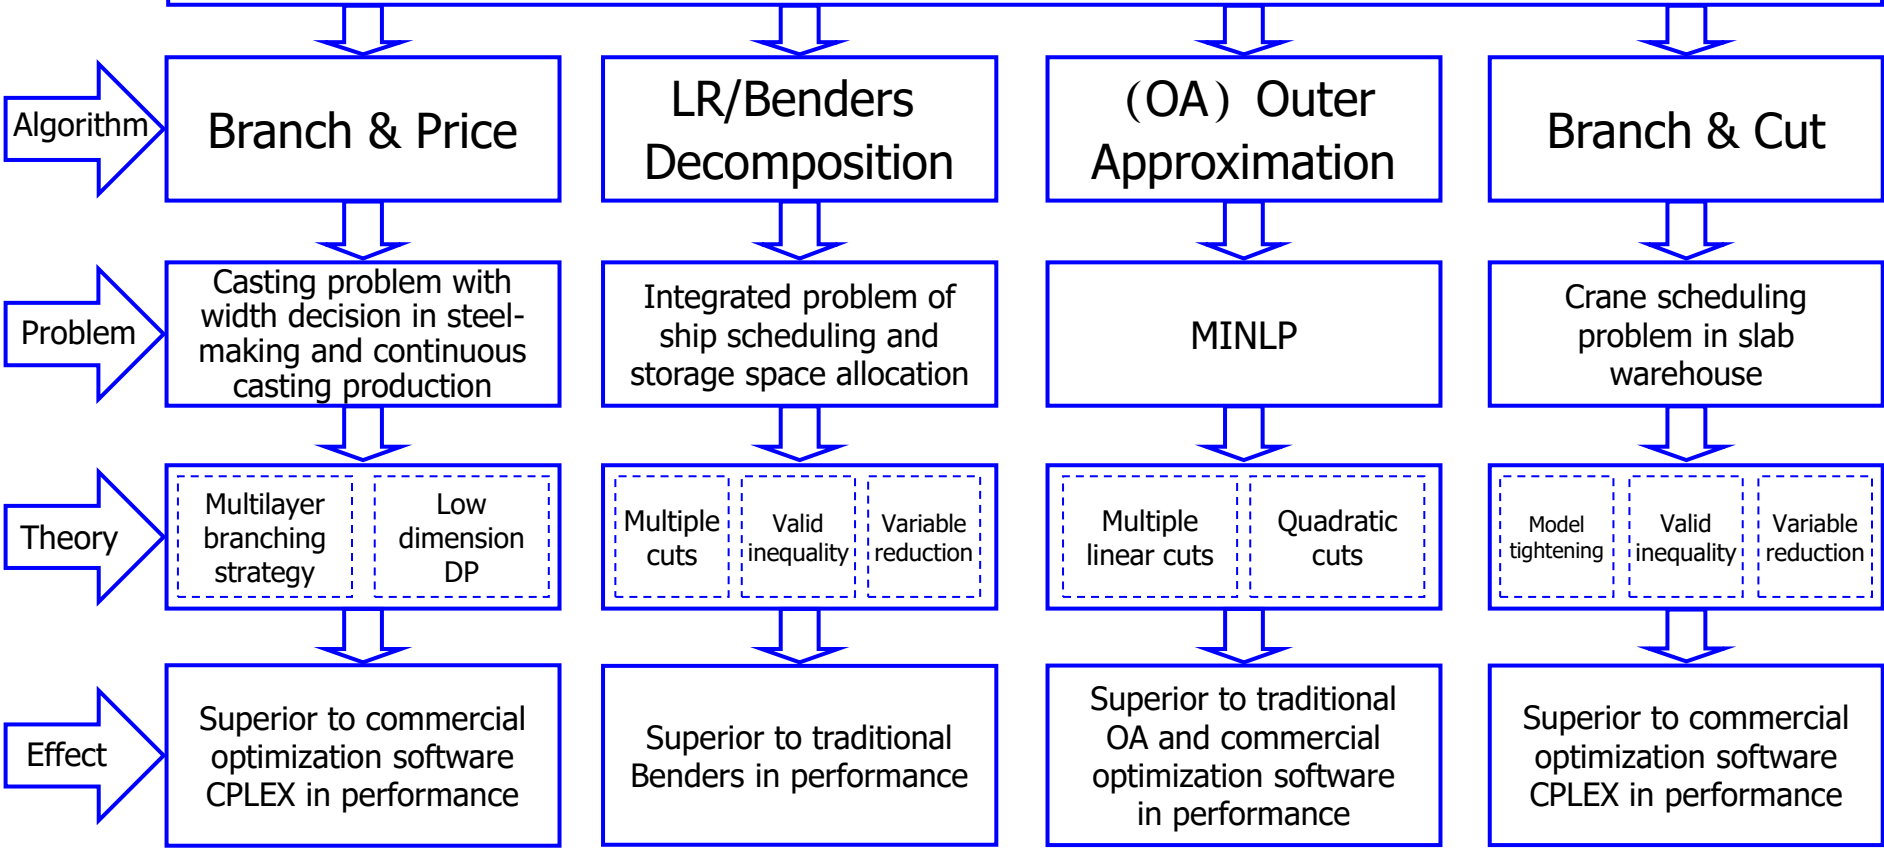 Algorithm
Branch & Price
LR/Benders
Decomposition
(OA) Outer
Approximation
Branch & Cut
Problem
Casting problem with
width decision in steel-
making and continuous
casting production
Integrated problem of
ship scheduling and
storage space allocation
MINLP
Crane scheduling
problem in slab
warehouse
Theory
Multilayer
branching
strategy
Low
dimension
DP
Multiple
cuts
Valid
inequality
Variable
reduction
Multiple
linear cuts
Quadratic
cuts
Model
tightening
Valid
inequality
Variable
reduction
Effect
Superior to commercial
optimization software
CPLEX in performance
Superior to traditional
Benders in performance
Superior to traditional
OA and commercial
optimization software
in performance
Superior to commercial
optimization software
CPLEX in performance